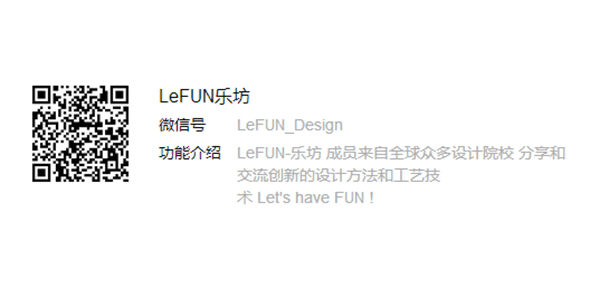 LeFUN乐坊
微信号 LeFUN_Design
功能介绍 LeFUN-乐坊 成员来自全球众多设计院校 分享和
交流创新的设计方法和工艺技
术 Let's have FUN !